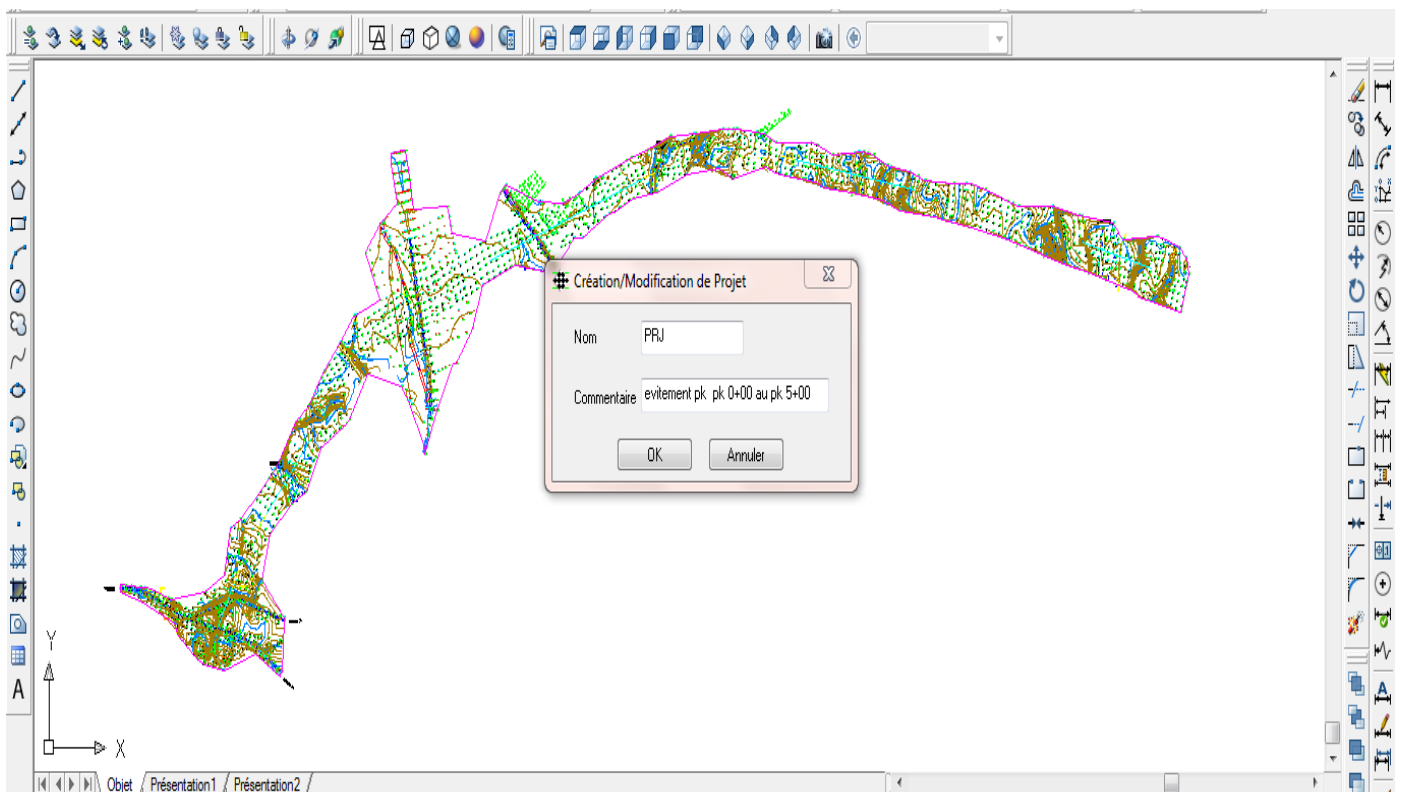 Création/Modification de Projet
Nom
PRJ
Commentaire
evitement pk pk 0+00 au pk 5+00
OK
Annuler
Y
X
Objet
Présentation1
Présentation2